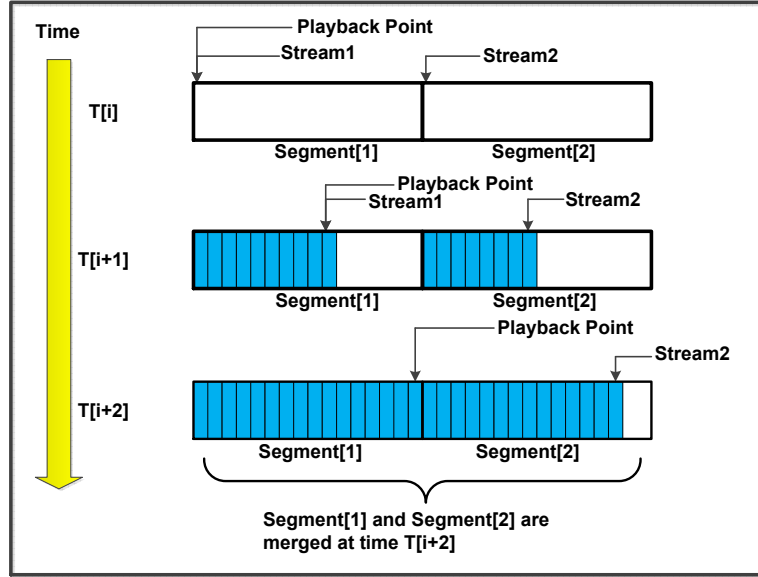 Time
Playback Point
Stream1
Stream2
T[i]
Segment[1]
Segment[2]
Playback Point
Stream1
Stream2
T[i+1]
Segment[1]
Segment[2]
Playback Point
Stream2
T[i+2]
Segment[1]
Segment[2]
Segment[1] and Segment[2] are
merged at time T[i+2]